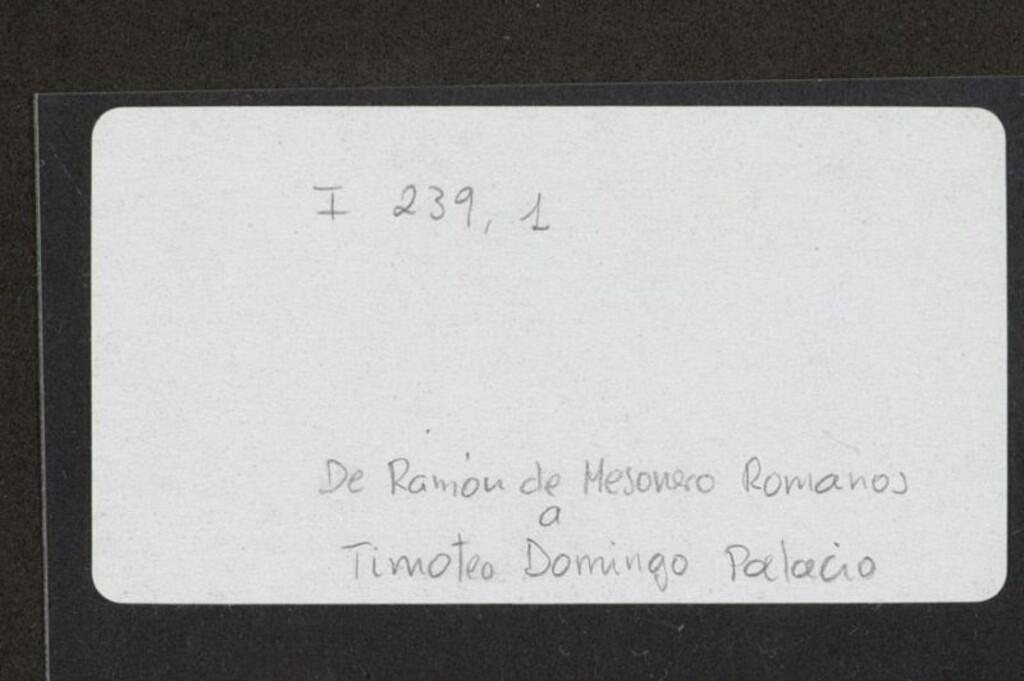 I 239, 1
De Ramón de Mesonero Romanos
a
Timoteo Domingo Palacio